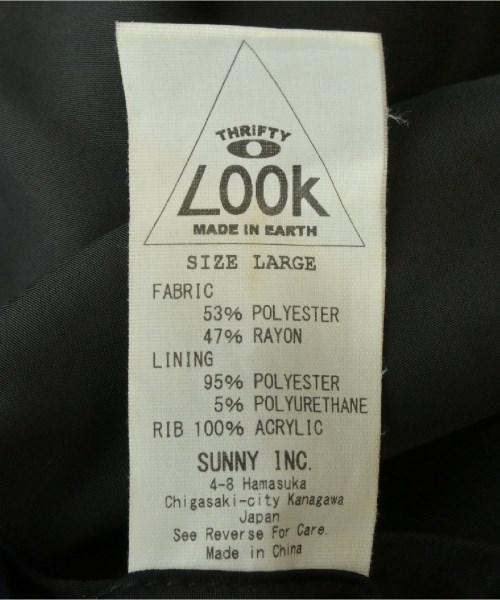 THRIFTY
LOOk
MADE IN EARTH
SIZE LARGE
FABRIC
53% POLYESTER
47% RAYON
LINING
95% POLYESTER
5% POLYURETHANE
RIB 100% ACRYLIC
SUNNY INC.
4-8 Hamasuka
Chigasaki-city Kanagawa
Japan
See Reverse For Care.
Made in China